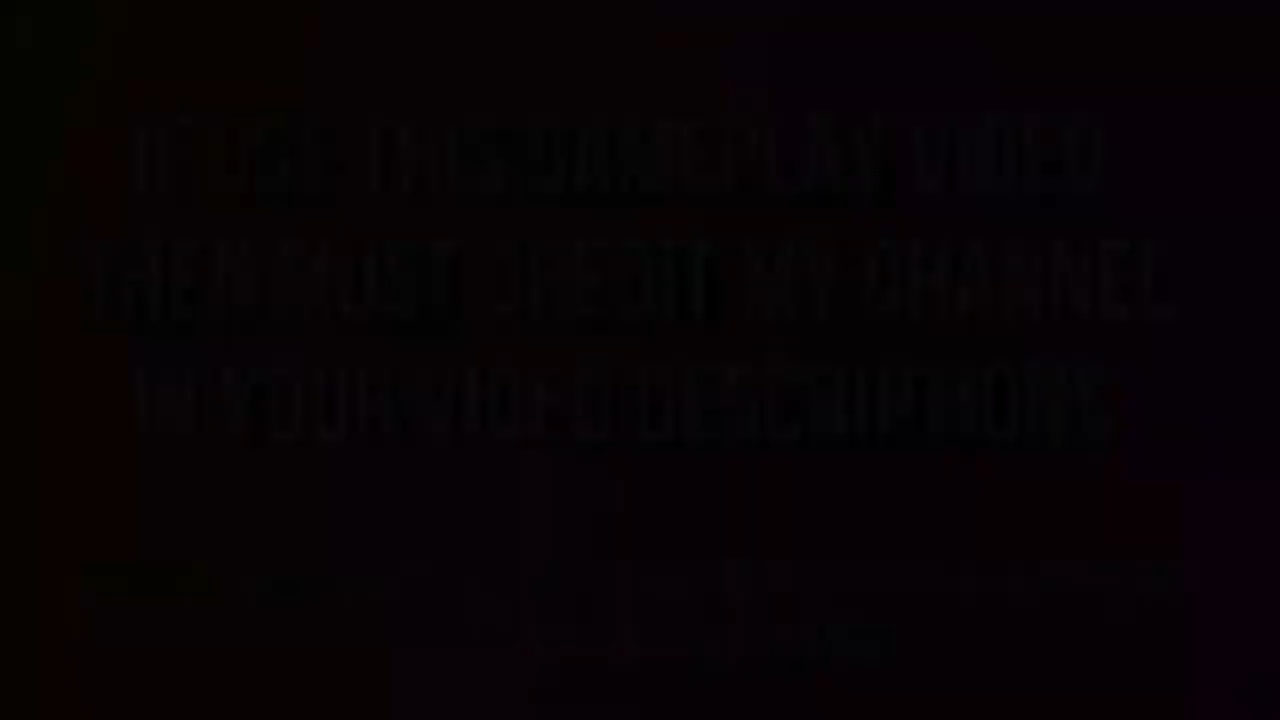 IF USE THIS GAMEPLAY VIDEO
THEN MUST CREDIT MY CHANNEL
IN YOUR VIDEO DESCRIPTIONS